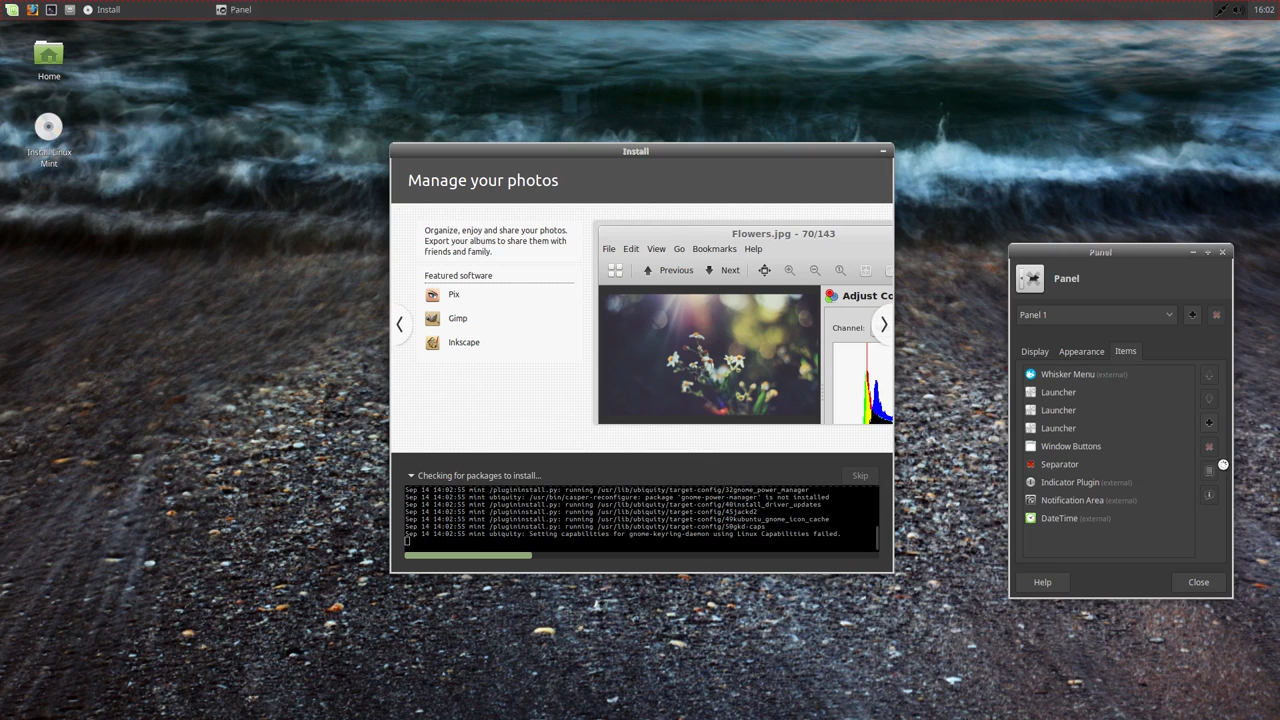 Install
Panel
16:02
Home
Install Linux
Mint
Install
Manage your photos
Organize, enjoy and share your photos.
Export your albums to share them with
friends and family.
Featured software
Pix
Gimp
Inkscape
Flowers.jpg - 70/143
File Edit View Go Bookmarks Help
Previous Next
Adjust Co
Channel:
Checking for packages to install...
Skip
Sep 14 14:02:55 mint /plugininstall.py: running /usr/lib/ubiquity/target-config/32gnome_power_manager
Sep 14 14:02:55 mint ubiquity: /usr/bin/casper-reconfigure: package 'gnome-power-manager' is not installed
Sep 14 14:02:55 mint /plugininstall.py: running /usr/lib/ubiquity/target-config/40install_driver_updates
Sep 14 14:02:55 mint /plugininstall.py: running /usr/lib/ubiquity/target-config/45jackd2
Sep 14 14:02:55 mint /plugininstall.py: running /usr/lib/ubiquity/target-config/49kubuntu_gnome_icon_cache
Sep 14 14:02:55 mint /plugininstall.py: running /usr/lib/ubiquity/target-config/50gkd-caps
Sep 14 14:02:55 mint ubiquity: Setting capabilities for gnome-keyring-daemon using Linux Capabilities failed.
Panel
Panel
Panel 1
Display Appearance Items
Whisker Menu (external)
Launcher
Launcher
Launcher
Window Buttons
Separator
Indicator Plugin (external)
Notification Area (external)
DateTime (external)
Help
Close